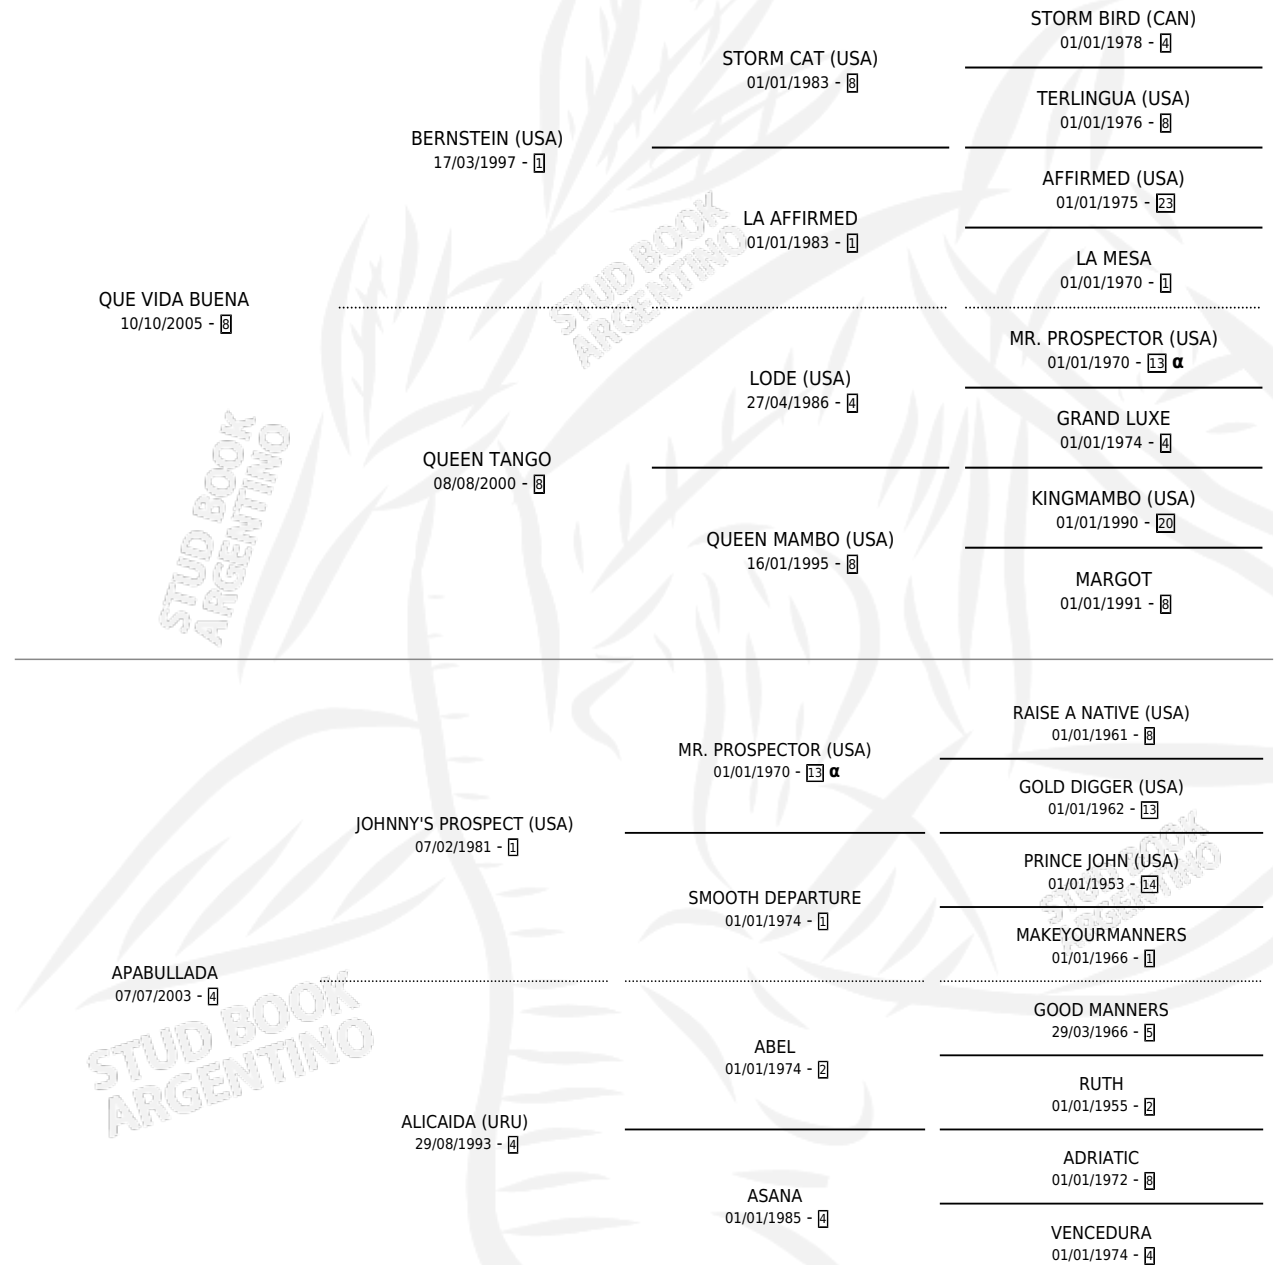 STORM BIRD (CAN)
01/01/1978 - 4
STORM CAT (USA)
01/01/1983 - 8
TERLINGUA (USA)
01/01/1976 - 8
BERNSTEIN (USA)
17/03/1997 - 1
AFFIRMED (USA)
01/01/1975 - 23
LA AFFIRMED
01/01/1983 - 1
LA MESA
01/01/1970 - 1
QUE VIDA BUENA
10/10/2005 - 8
MR. PROSPECTOR (USA)
01/01/1970 - 13 α
LODE (USA)
27/04/1986 - 4
GRAND LUXE
01/01/1974 - 4
QUEEN TANGO
08/08/2000 - 8
KINGMAMBO (USA)
01/01/1990 - 20
QUEEN MAMBO (USA)
16/01/1995 - 8
MARGOT
01/01/1991 - 8
RAISE A NATIVE (USA)
01/01/1961 - 8
MR. PROSPECTOR (USA)
01/01/1970 - 13 α
GOLD DIGGER (USA)
01/01/1962 - 13
JOHNNY'S PROSPECT (USA)
07/02/1981 - 1
PRINCE JOHN (USA)
01/01/1953 - 14
SMOOTH DEPARTURE
01/01/1974 - 1
MAKEYOURMANNERS
01/01/1966 - 1
APABULLADA
07/07/2003 - 4
GOOD MANNERS
29/03/1966 - 5
ABEL
01/01/1974 - 2
RUTH
01/01/1955 - 2
ALICAIDA (URU)
29/08/1993 - 4
ADRIATIC
01/01/1972 - 8
ASANA
01/01/1985 - 4
VENCEDURA
01/01/1974 - 4
STUD BOOK
ARGENTINO
STUD BOOK
ARGENTINO
STUD BOOK
ARGENTINO
STUD BOOK
ARGENTINO